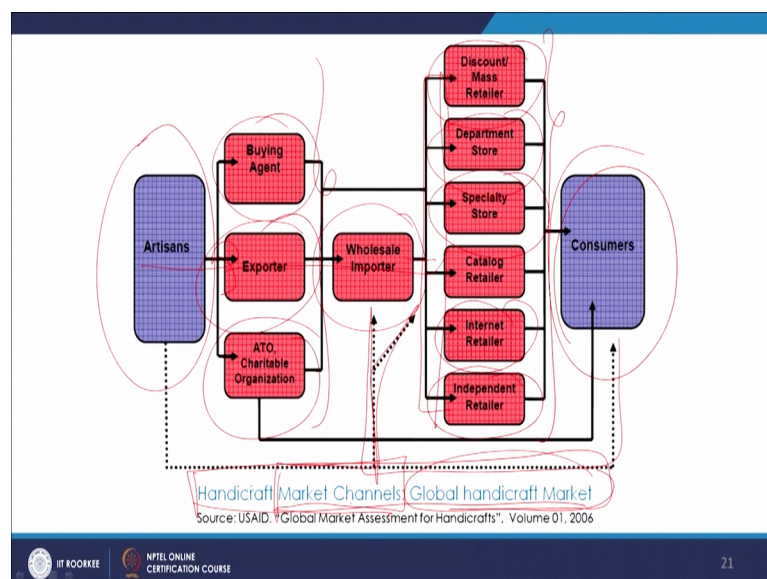 Discount/
Mass
Retailer
Buying
Agent
Department
Store
Specialty
Store
Artisans
Exporter
Wholesale
Importer
Consumers
Catalog
Retailer
ATO,
Charitable
Organization
Internet
Retailer
Independent
Retailer
Handicraft Market Channels: Global handicraft Market
Source: USAID. “Global Market Assessment for Handicrafts”, Volume 01, 2006
IIT ROORKEE
NPTEL ONLINE
CERTIFICATION COURSE
21